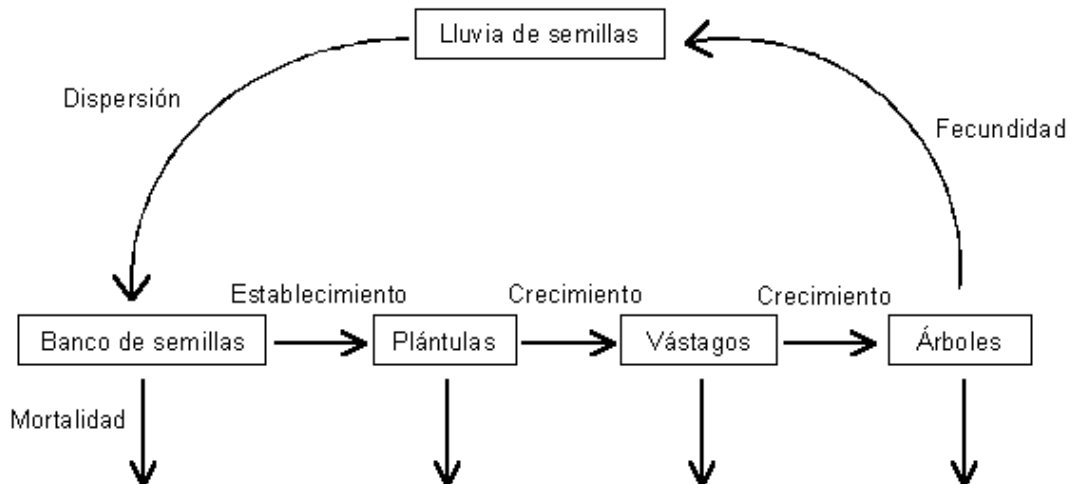 Lluvia de semillas
Dispersión
Fecundidad
Establecimiento
Crecimiento
Crecimiento
Banco de semillas
Plántulas
Vástagos
Árboles
Mortalidad